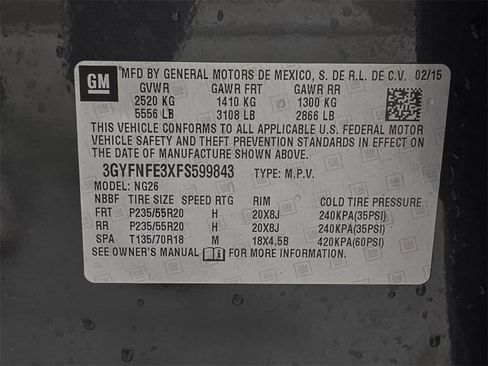 GM
MFD BY GENERAL MOTORS DE MEXICO, S. DE R.L. DE C.V. 02/15
GVWR GAWR FRT GAWR RR
2520 KG 1410 KG 1300 KG
5556 LB 3108 LB 2866 LB
THIS VEHICLE CONFORMS TO ALL APPLICABLE U.S. FEDERAL MOTOR
VEHICLE SAFETY AND THEFT PREVENTION STANDARDS IN EFFECT ON
THE DATE OF MANUFACTURE SHOWN ABOVE.
3GYFNFE3XFS599843 TYPE: M.P.V.
MODEL: NG26
NBBF TIRE SIZE SPEED RTG RIM COLD TIRE PRESSURE
FRT P235/55R20 H 20X8J 240KPA(35PSI)
RR P235/55R20 H 20X8J 240KPA(35PSI)
SPA T135/70R18 M 18X4.5B 420KPA(60PSI)
SEE OWNER'S MANUAL FOR MORE INFORMATION.